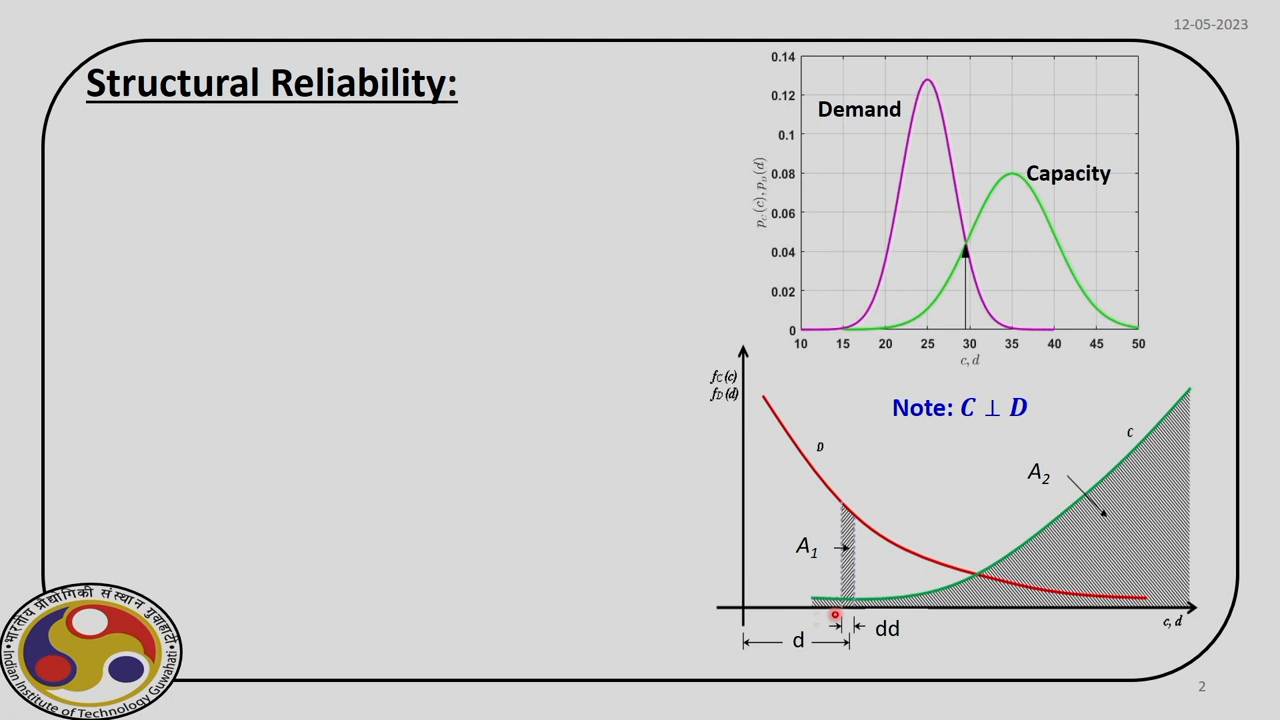 12-05-2023
Structural Reliability:
0.14
0.12
0.1
0.08
0.06
0.04
0.02
0
p_C(c), p_D(d)
Demand
Capacity
10 15 20 25 30 35 40 45 50
c, d
f_C(c)
f_D(d)
Note: C ⊥ D
D
C
A₂
A₁
c, d
d
dd
भारतीय प्रौद्योगिकी संस्थान गुवाहाटी
Indian Institute of Technology Guwahati
2